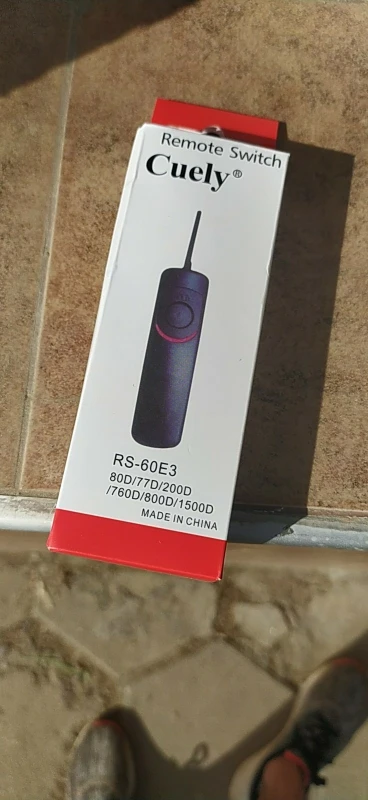 Remote Switch
Cuely®
RS-60E3
80D/77D/200D
/760D/800D/1500D
MADE IN CHINA